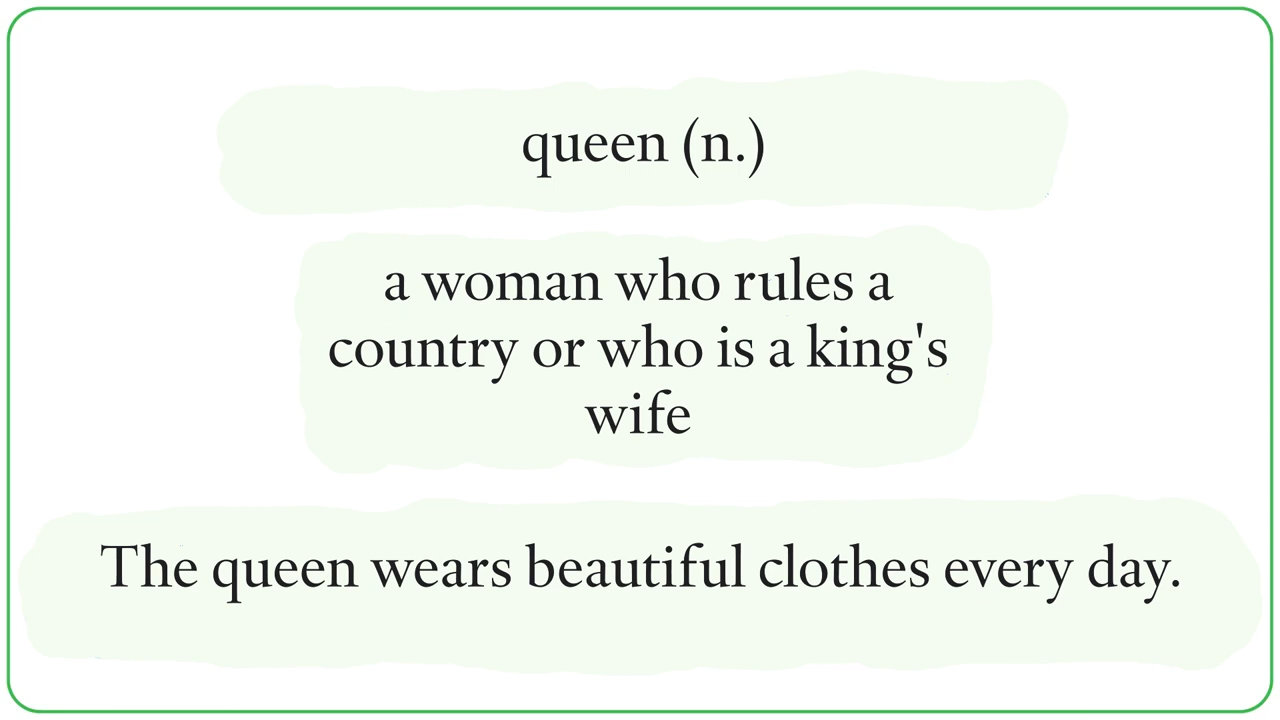 queen (n.)
a woman who rules a
country or who is a king's
wife
The queen wears beautiful clothes every day.